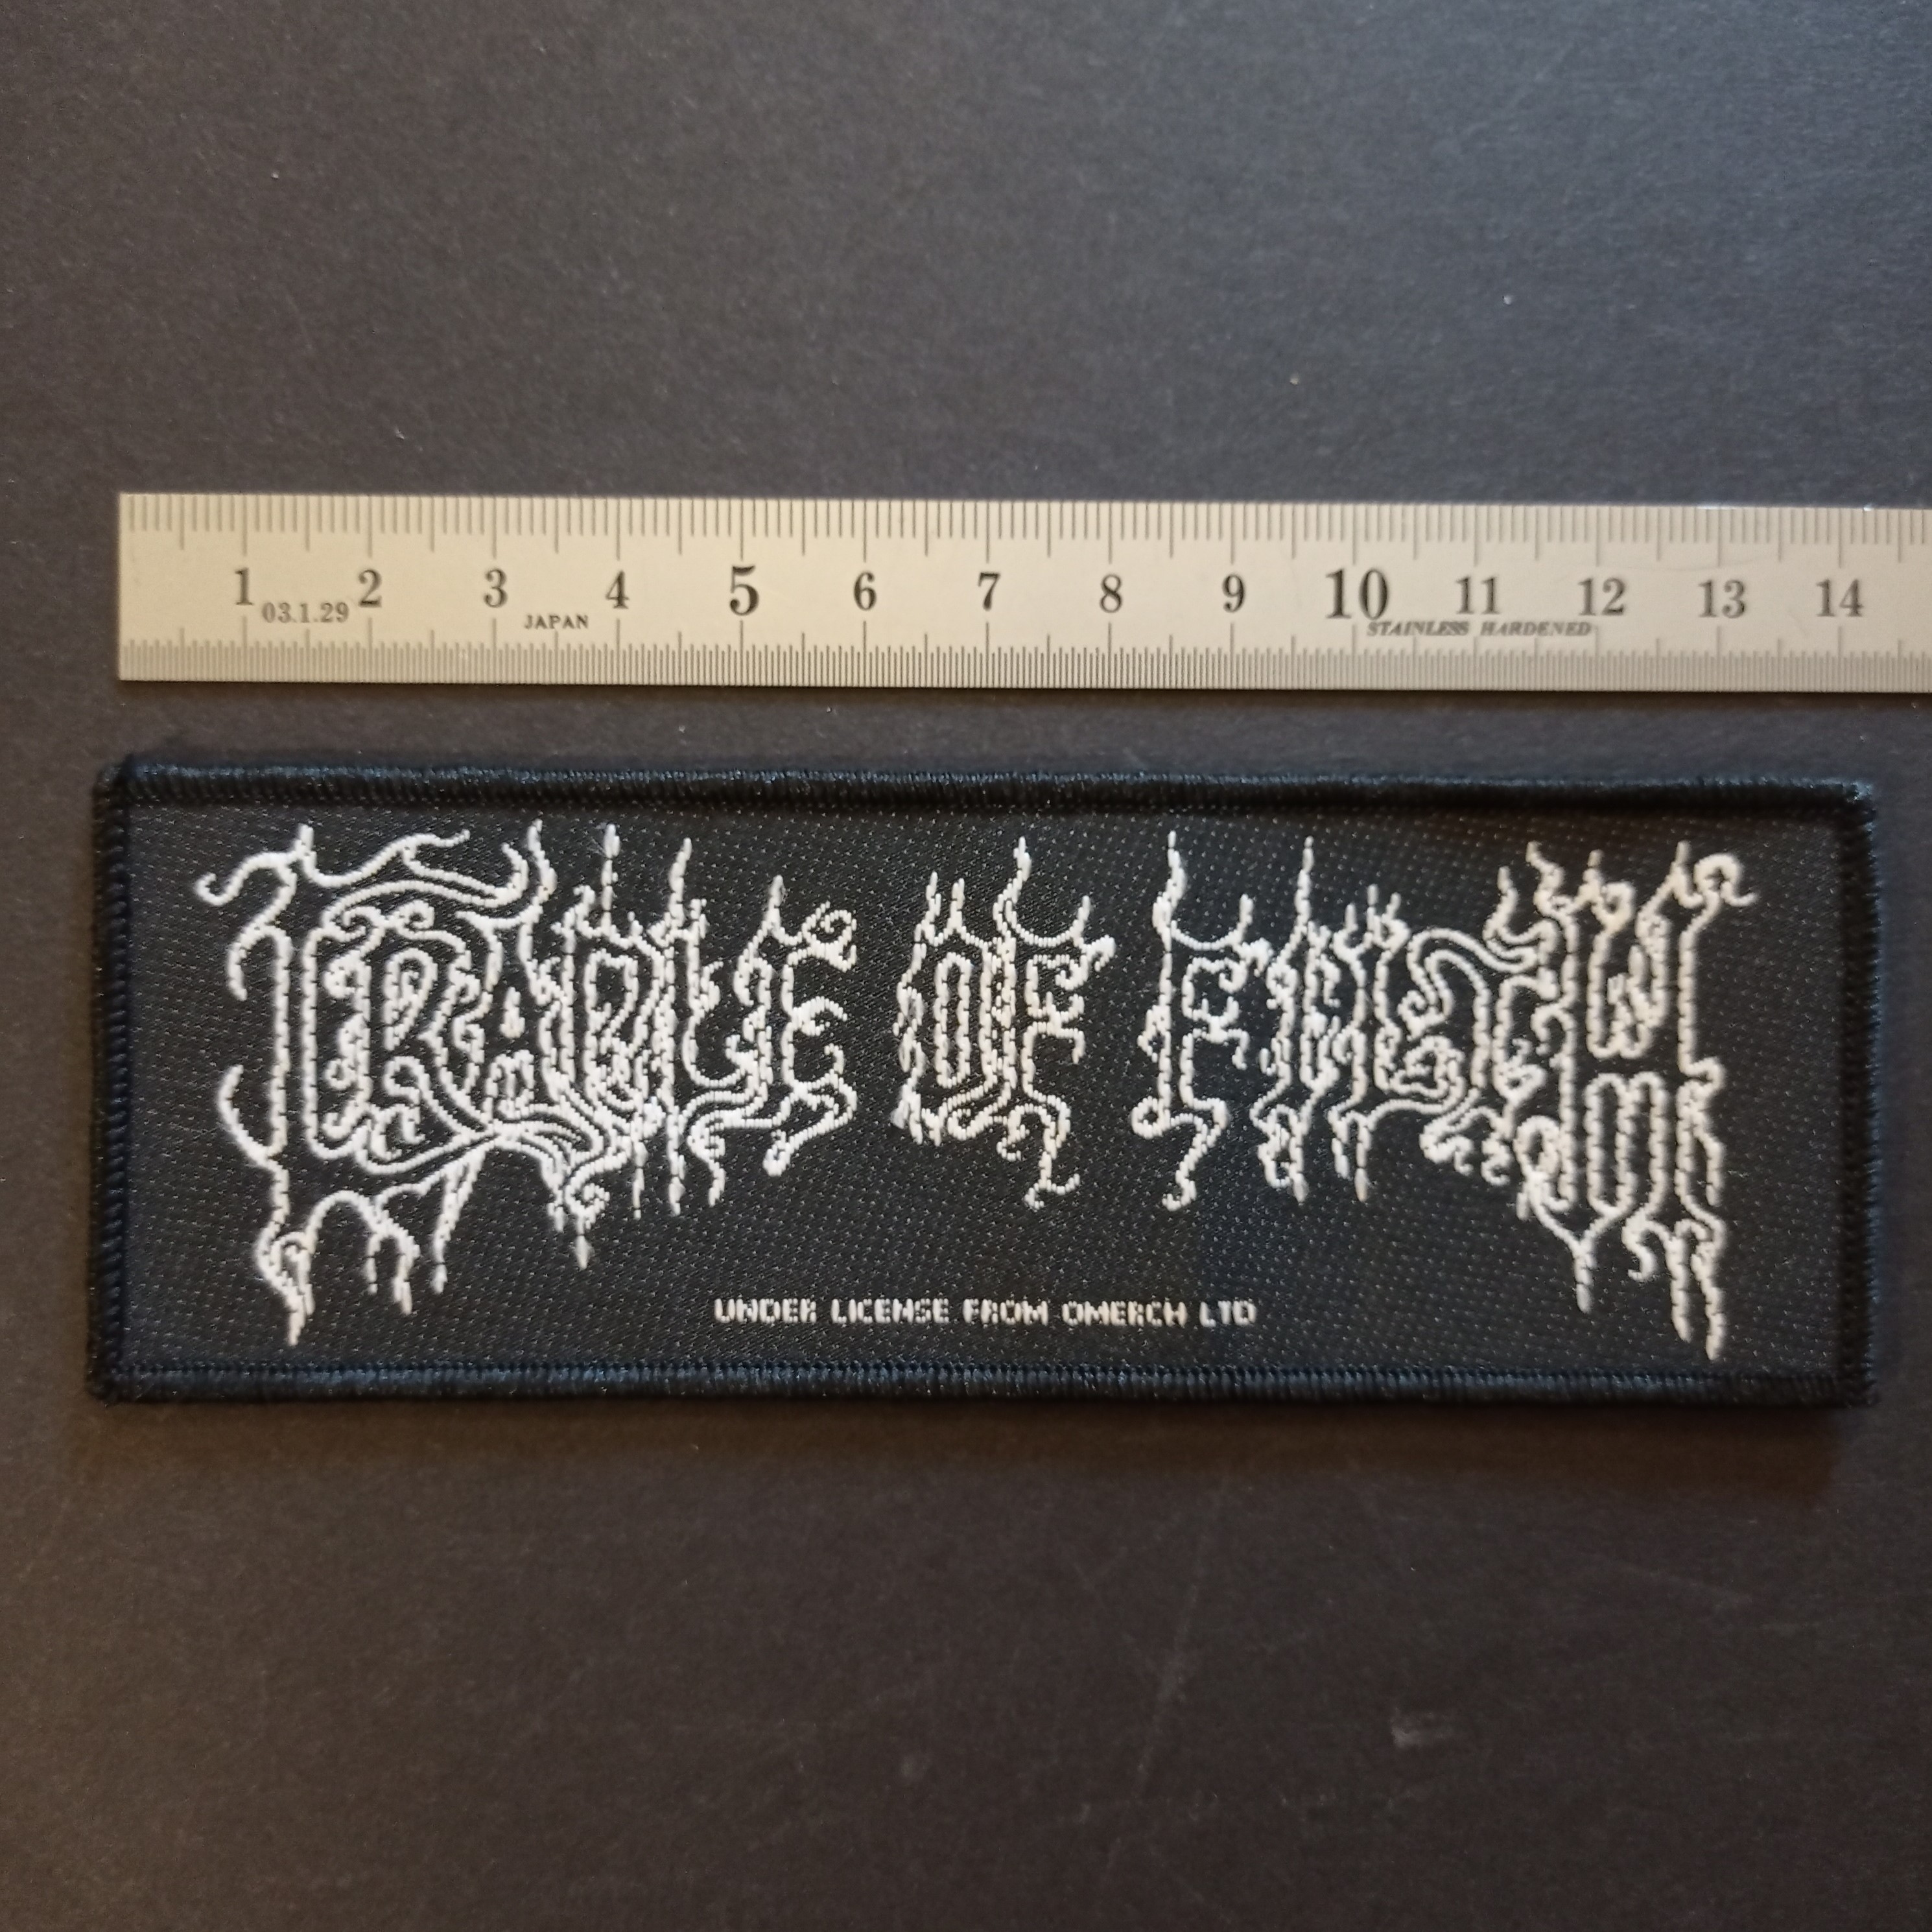 1 2 3 4 5 6 7 8 9 10 11 12 13 14
03.1.29 JAPAN STAINLESS HARDENED
CRADLE OF FILTH
UNDER LICENSE FROM OMERCH LTD